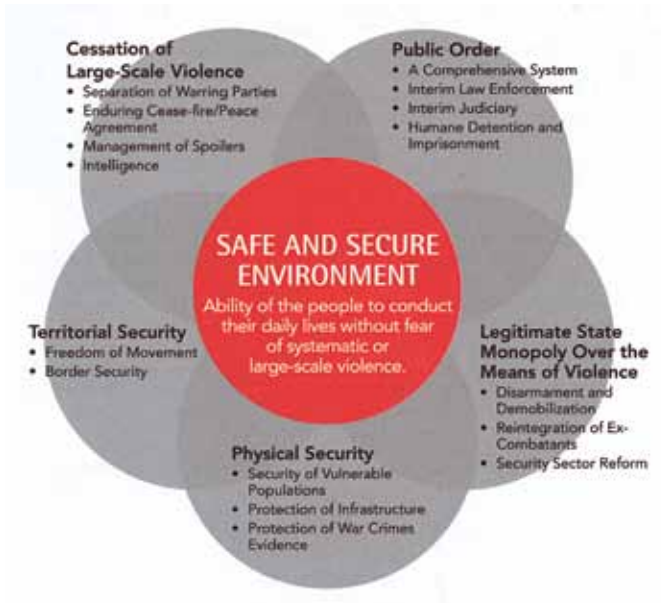 Cessation of
Large-Scale Violence
• Separation of Warring Parties
• Enduring Cease-fire/Peace
Agreement
• Management of Spoilers
• Intelligence
Public Order
• A Comprehensive System
• Interim Law Enforcement
• Interim Judiciary
• Humane Detention and
Imprisonment
SAFE AND SECURE
ENVIRONMENT
Ability of the people to conduct
their daily lives without fear
of systematic or
large-scale violence.
Territorial Security
• Freedom of Movement
• Border Security
Legitimate State
Monopoly Over the
Means of Violence
• Disarmament and
Demobilization
• Reintegration of Ex-
Combatants
• Security Sector Reform
Physical Security
• Security of Vulnerable
Populations
• Protection of Infrastructure
• Protection of War Crimes
Evidence